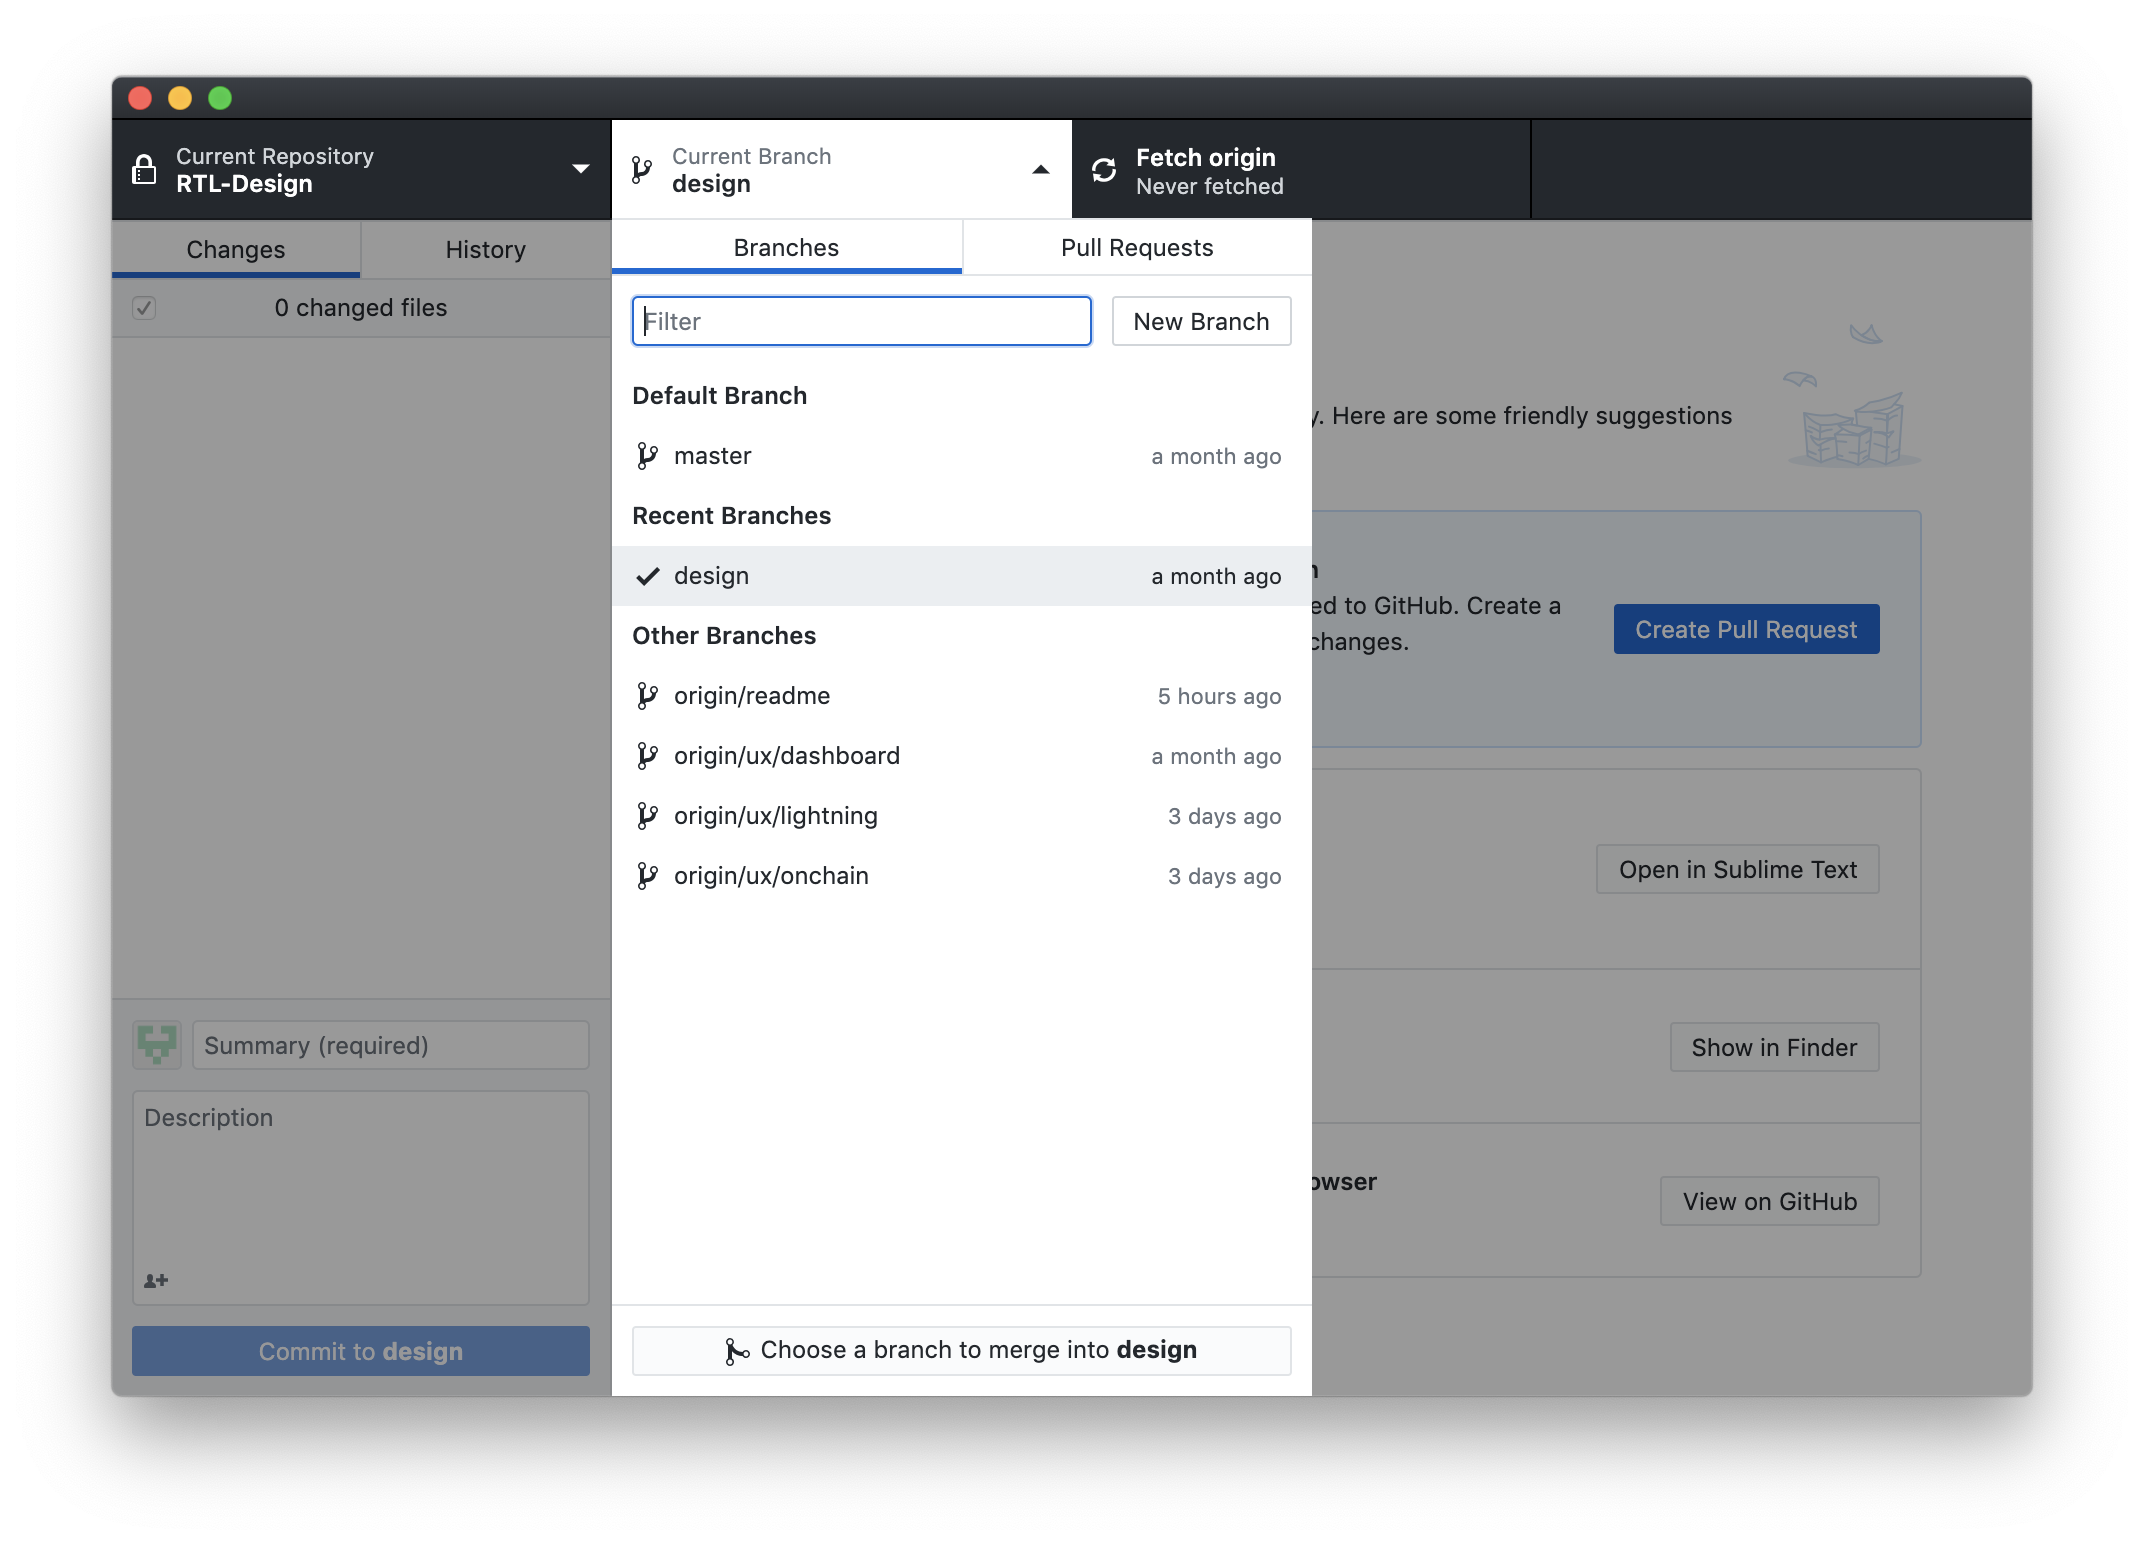 Current Repository
RTL-Design
Current Branch
design
Fetch origin
Never fetched
Changes
History
0 changed files
Summary (required)
Description
Commit to design
Branches
Pull Requests
Filter
New Branch
Default Branch
master
a month ago
Recent Branches
design
a month ago
Other Branches
origin/readme
5 hours ago
origin/ux/dashboard
a month ago
origin/ux/lightning
3 days ago
origin/ux/onchain
3 days ago
Choose a branch to merge into design
Here are some friendly suggestions
to GitHub. Create a
changes.
Create Pull Request
Open in Sublime Text
Show in Finder
View on GitHub